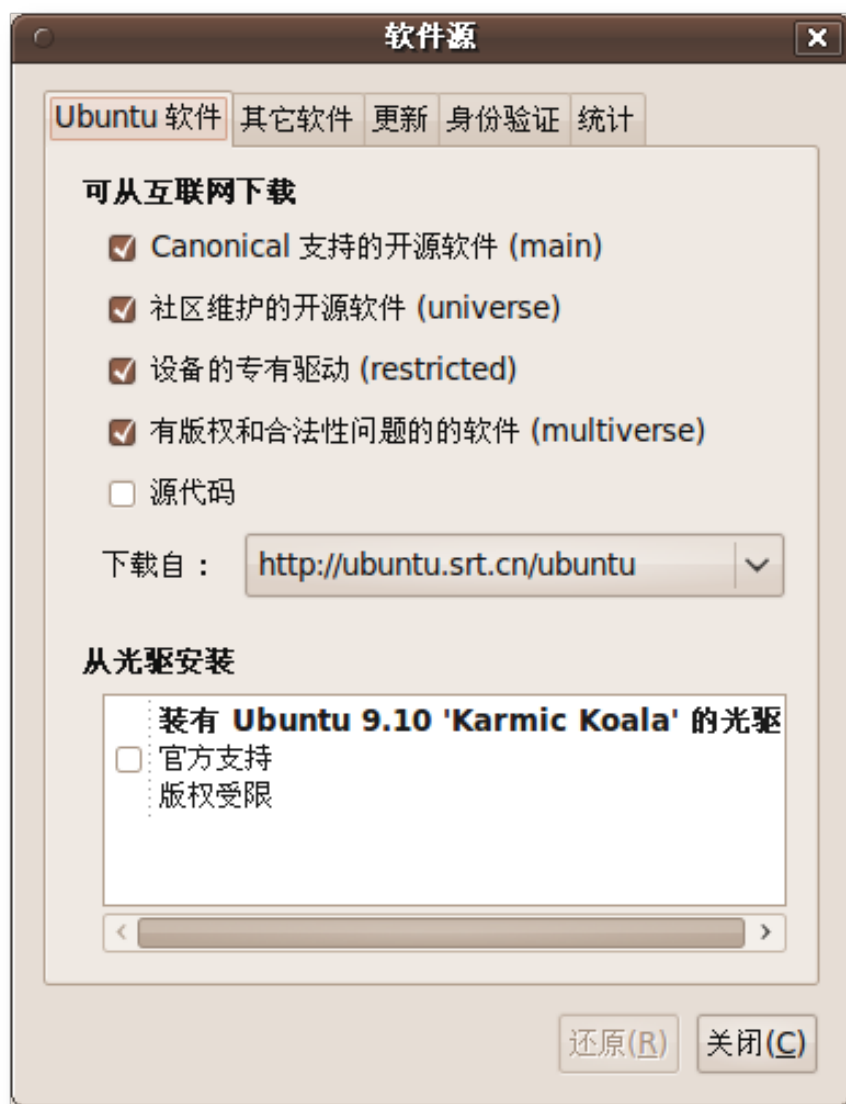 软件源
Ubuntu 软件 其它软件 更新 身份验证 统计
可从互联网下载
Canonical 支持的开源软件 (main)
社区维护的开源软件 (universe)
设备的专有驱动 (restricted)
有版权和合法性问题的的软件 (multiverse)
源代码
下载自： http://ubuntu.srt.cn/ubuntu
从光驱安装
装有 Ubuntu 9.10 'Karmic Koala' 的光驱
官方支持
版权受限
还原(R) 关闭(C)